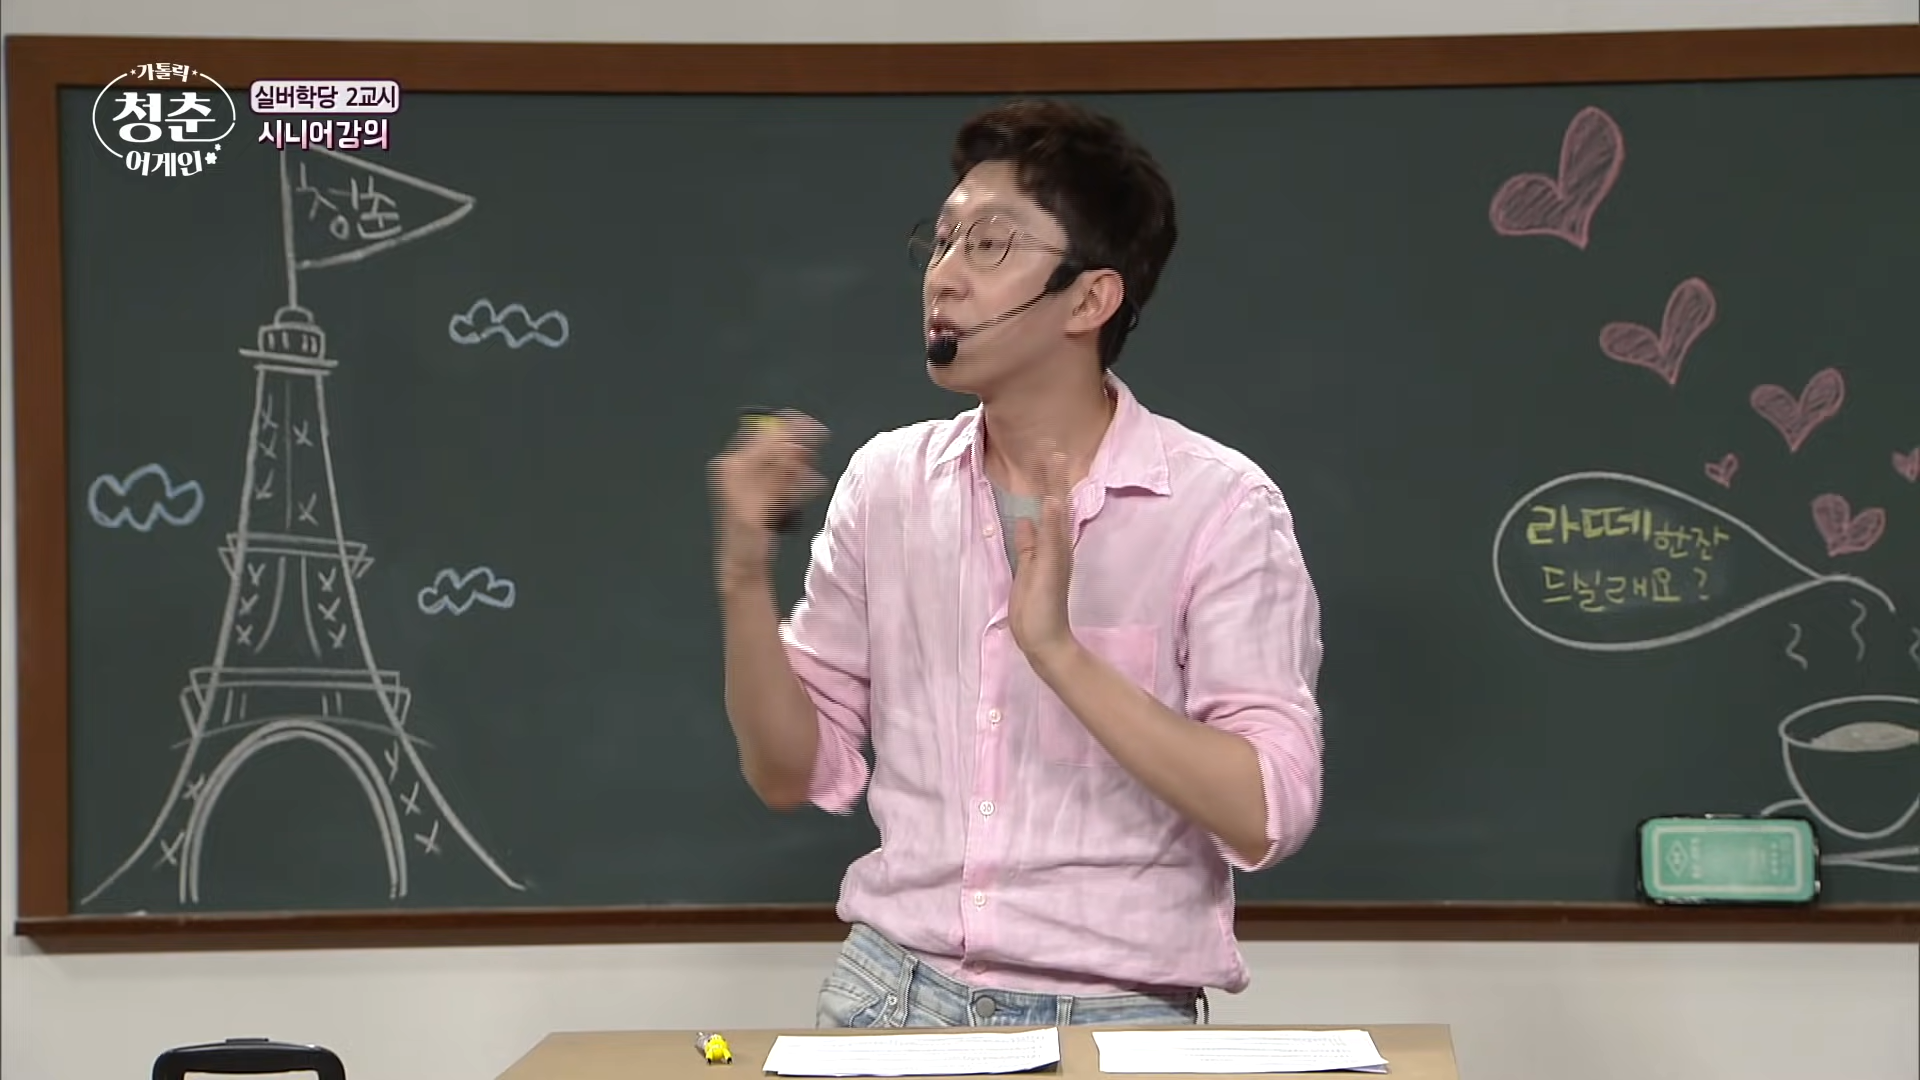 가톨릭
청춘
어게인
실버학당 2교시
시니어강의
청춘
라떼한잔
드실래요?